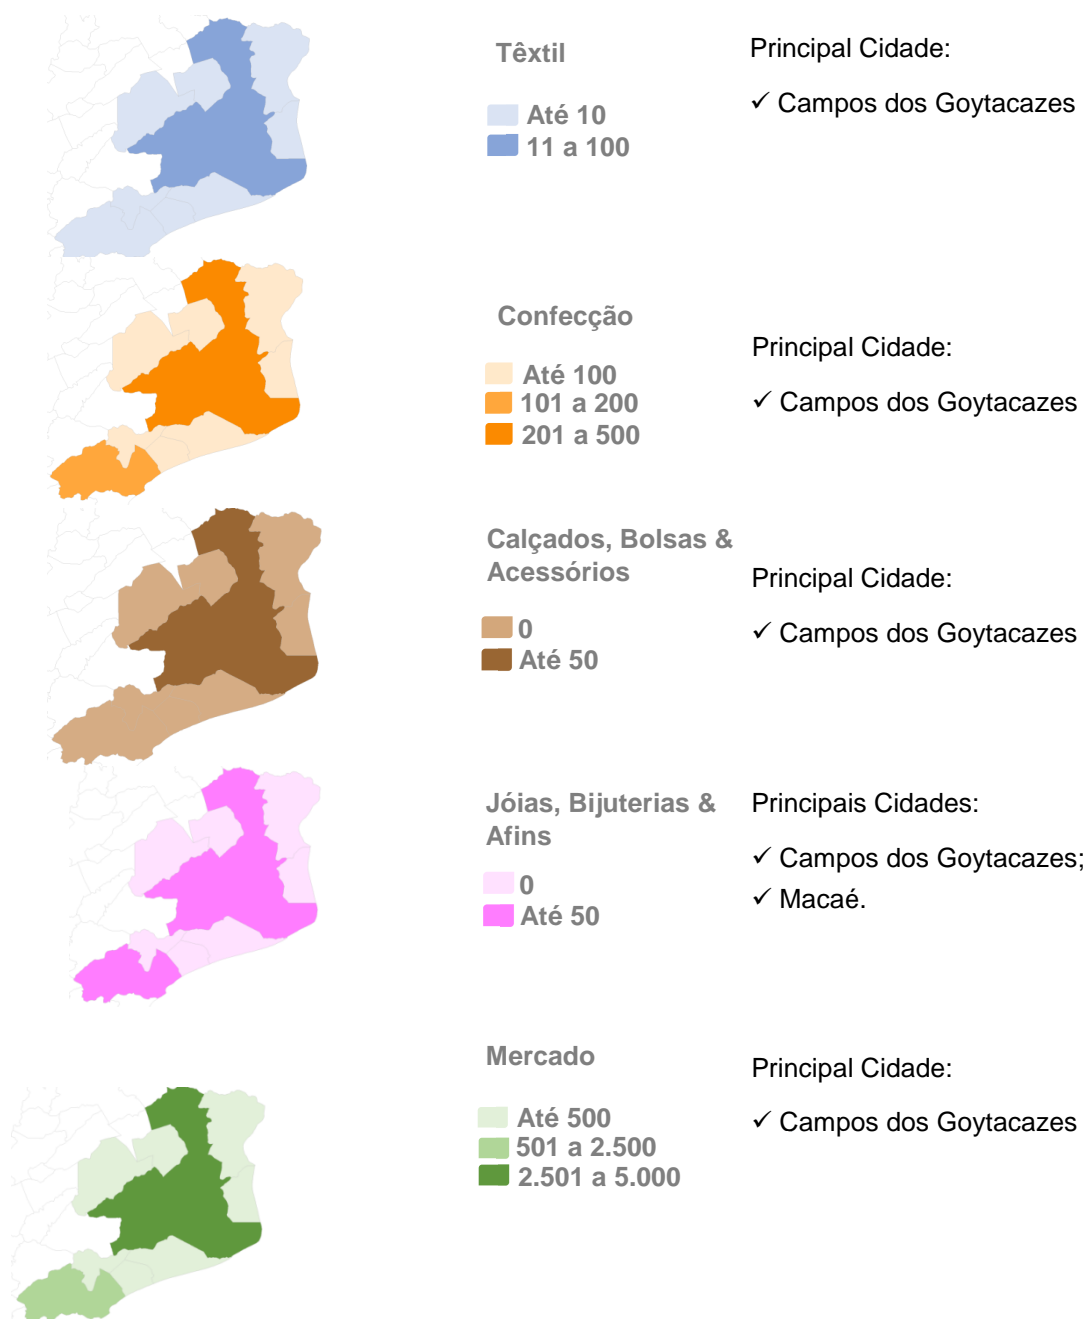 Têxtil
Até 10
11 a 100
Principal Cidade:
✓ Campos dos Goytacazes
Confecção
Até 100
101 a 200
201 a 500
Principal Cidade:
✓ Campos dos Goytacazes
Calçados, Bolsas &
Acessórios
0
Até 50
Principal Cidade:
✓ Campos dos Goytacazes
Jóias, Bijuterias &
Afins
0
Até 50
Principais Cidades:
✓ Campos dos Goytacazes;
✓ Macaé.
Mercado
Até 500
501 a 2.500
2.501 a 5.000
Principal Cidade:
✓ Campos dos Goytacazes